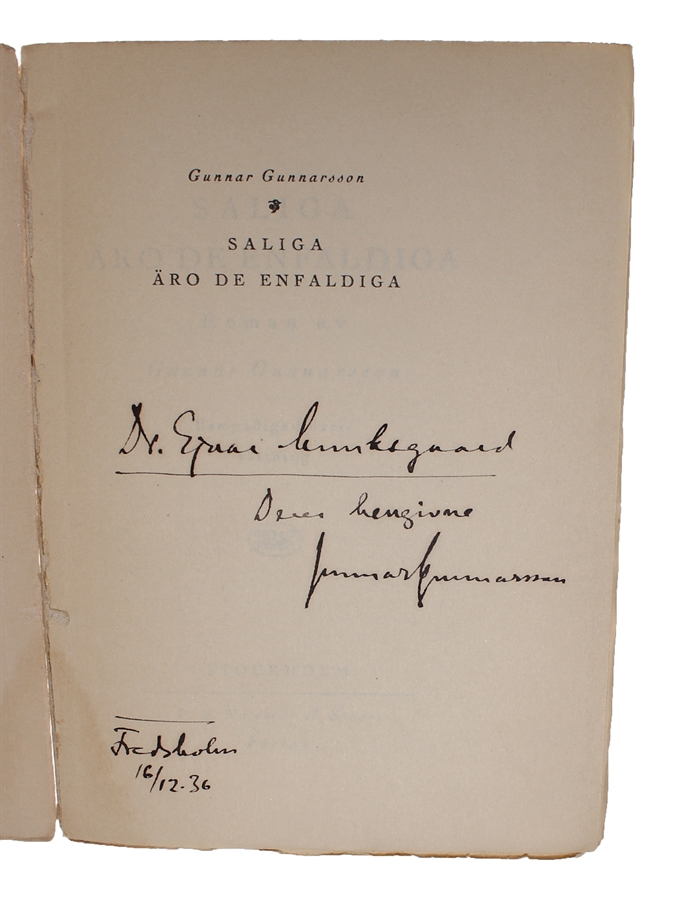 Gunnar Gunnarsson
SALIGA
ÄRO DE ENFALDIGA
Dr. Ejnar Munksgaard
Deres hengivne
Gunnar Gunnarsson
Fredsholm
16/12-36